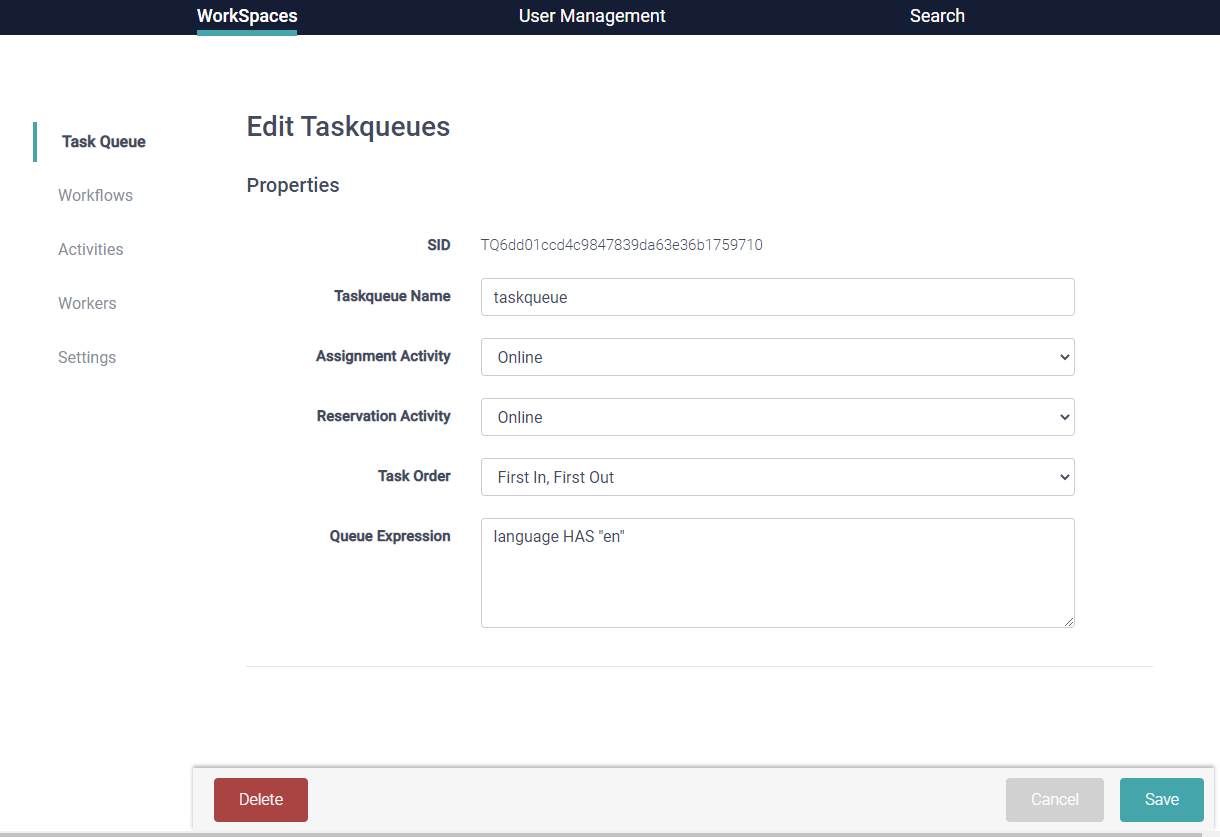 WorkSpaces User Management Search
Task Queue
Workflows
Activities
Workers
Settings
Edit Taskqueues
Properties
SID TQ6dd01ccd4c9847839da63e36b1759710
Taskqueue Name taskqueue
Assignment Activity Online
Reservation Activity Online
Task Order First In, First Out
Queue Expression language HAS "en"
Delete Cancel Save